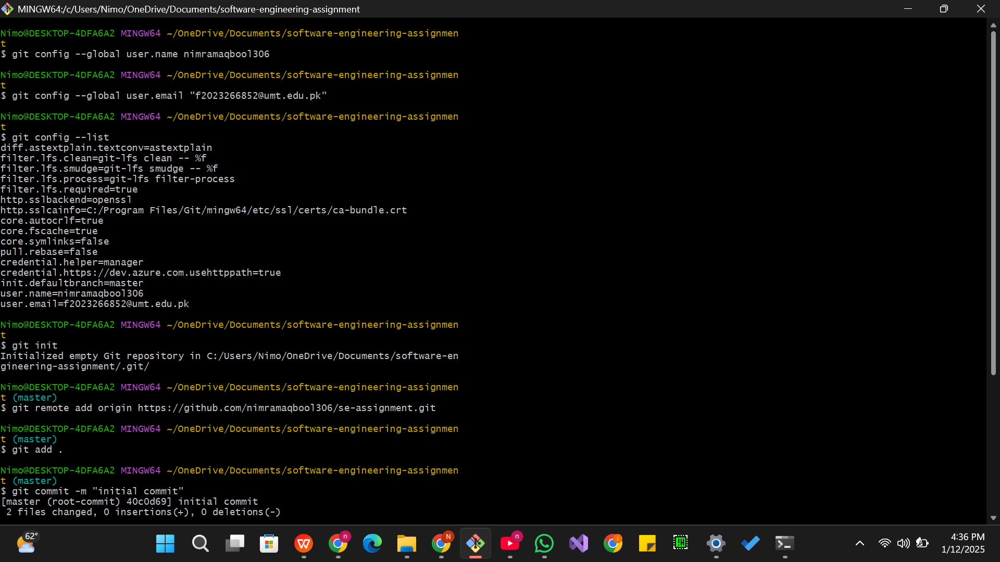 MINGW64:/c/Users/Nimo/OneDrive/Documents/software-engineering-assignment
Nimo@DESKTOP-4DFA6A2 MINGW64 ~/OneDrive/Documents/software-engineering-assignmen
t
$ git config --global user.name nimramaqbool306
Nimo@DESKTOP-4DFA6A2 MINGW64 ~/OneDrive/Documents/software-engineering-assignmen
t
$ git config --global user.email "f2023266852@umt.edu.pk"
Nimo@DESKTOP-4DFA6A2 MINGW64 ~/OneDrive/Documents/software-engineering-assignmen
t
$ git config --list
diff.astextplain.textconv=astextplain
filter.lfs.clean=git-lfs clean -- %f
filter.lfs.smudge=git-lfs smudge -- %f
filter.lfs.process=git-lfs filter-process
filter.lfs.required=true
http.sslbackend=openssl
http.sslcainfo=C:/Program Files/Git/mingw64/etc/ssl/certs/ca-bundle.crt
core.autocrlf=true
core.fscache=true
core.symlinks=false
pull.rebase=false
credential.helper=manager
credential.https://dev.azure.com.usehttppath=true
init.defaultbranch=master
user.name=nimramaqbool306
user.email=f2023266852@umt.edu.pk
Nimo@DESKTOP-4DFA6A2 MINGW64 ~/OneDrive/Documents/software-engineering-assignmen
t
$ git init
Initialized empty Git repository in C:/Users/Nimo/OneDrive/Documents/software-en
gineering-assignment/.git/
Nimo@DESKTOP-4DFA6A2 MINGW64 ~/OneDrive/Documents/software-engineering-assignmen
t (master)
$ git remote add origin https://github.com/nimramaqbool306/se-assignment.git
Nimo@DESKTOP-4DFA6A2 MINGW64 ~/OneDrive/Documents/software-engineering-assignmen
t (master)
$ git add .
Nimo@DESKTOP-4DFA6A2 MINGW64 ~/OneDrive/Documents/software-engineering-assignmen
t (master)
$ git commit -m "initial commit"
[master (root-commit) 40c0d69] initial commit
 2 files changed, 0 insertions(+), 0 deletions(-)
62°
n
N
n
i
4:36 PM
1/12/2025